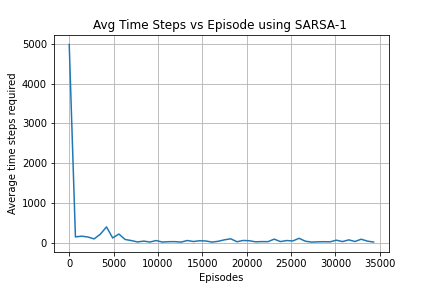 Avg Time Steps vs Episode using SARSA-1
Average time steps required
5000
4000
3000
2000
1000
0
0 5000 10000 15000 20000 25000 30000 35000
Episodes